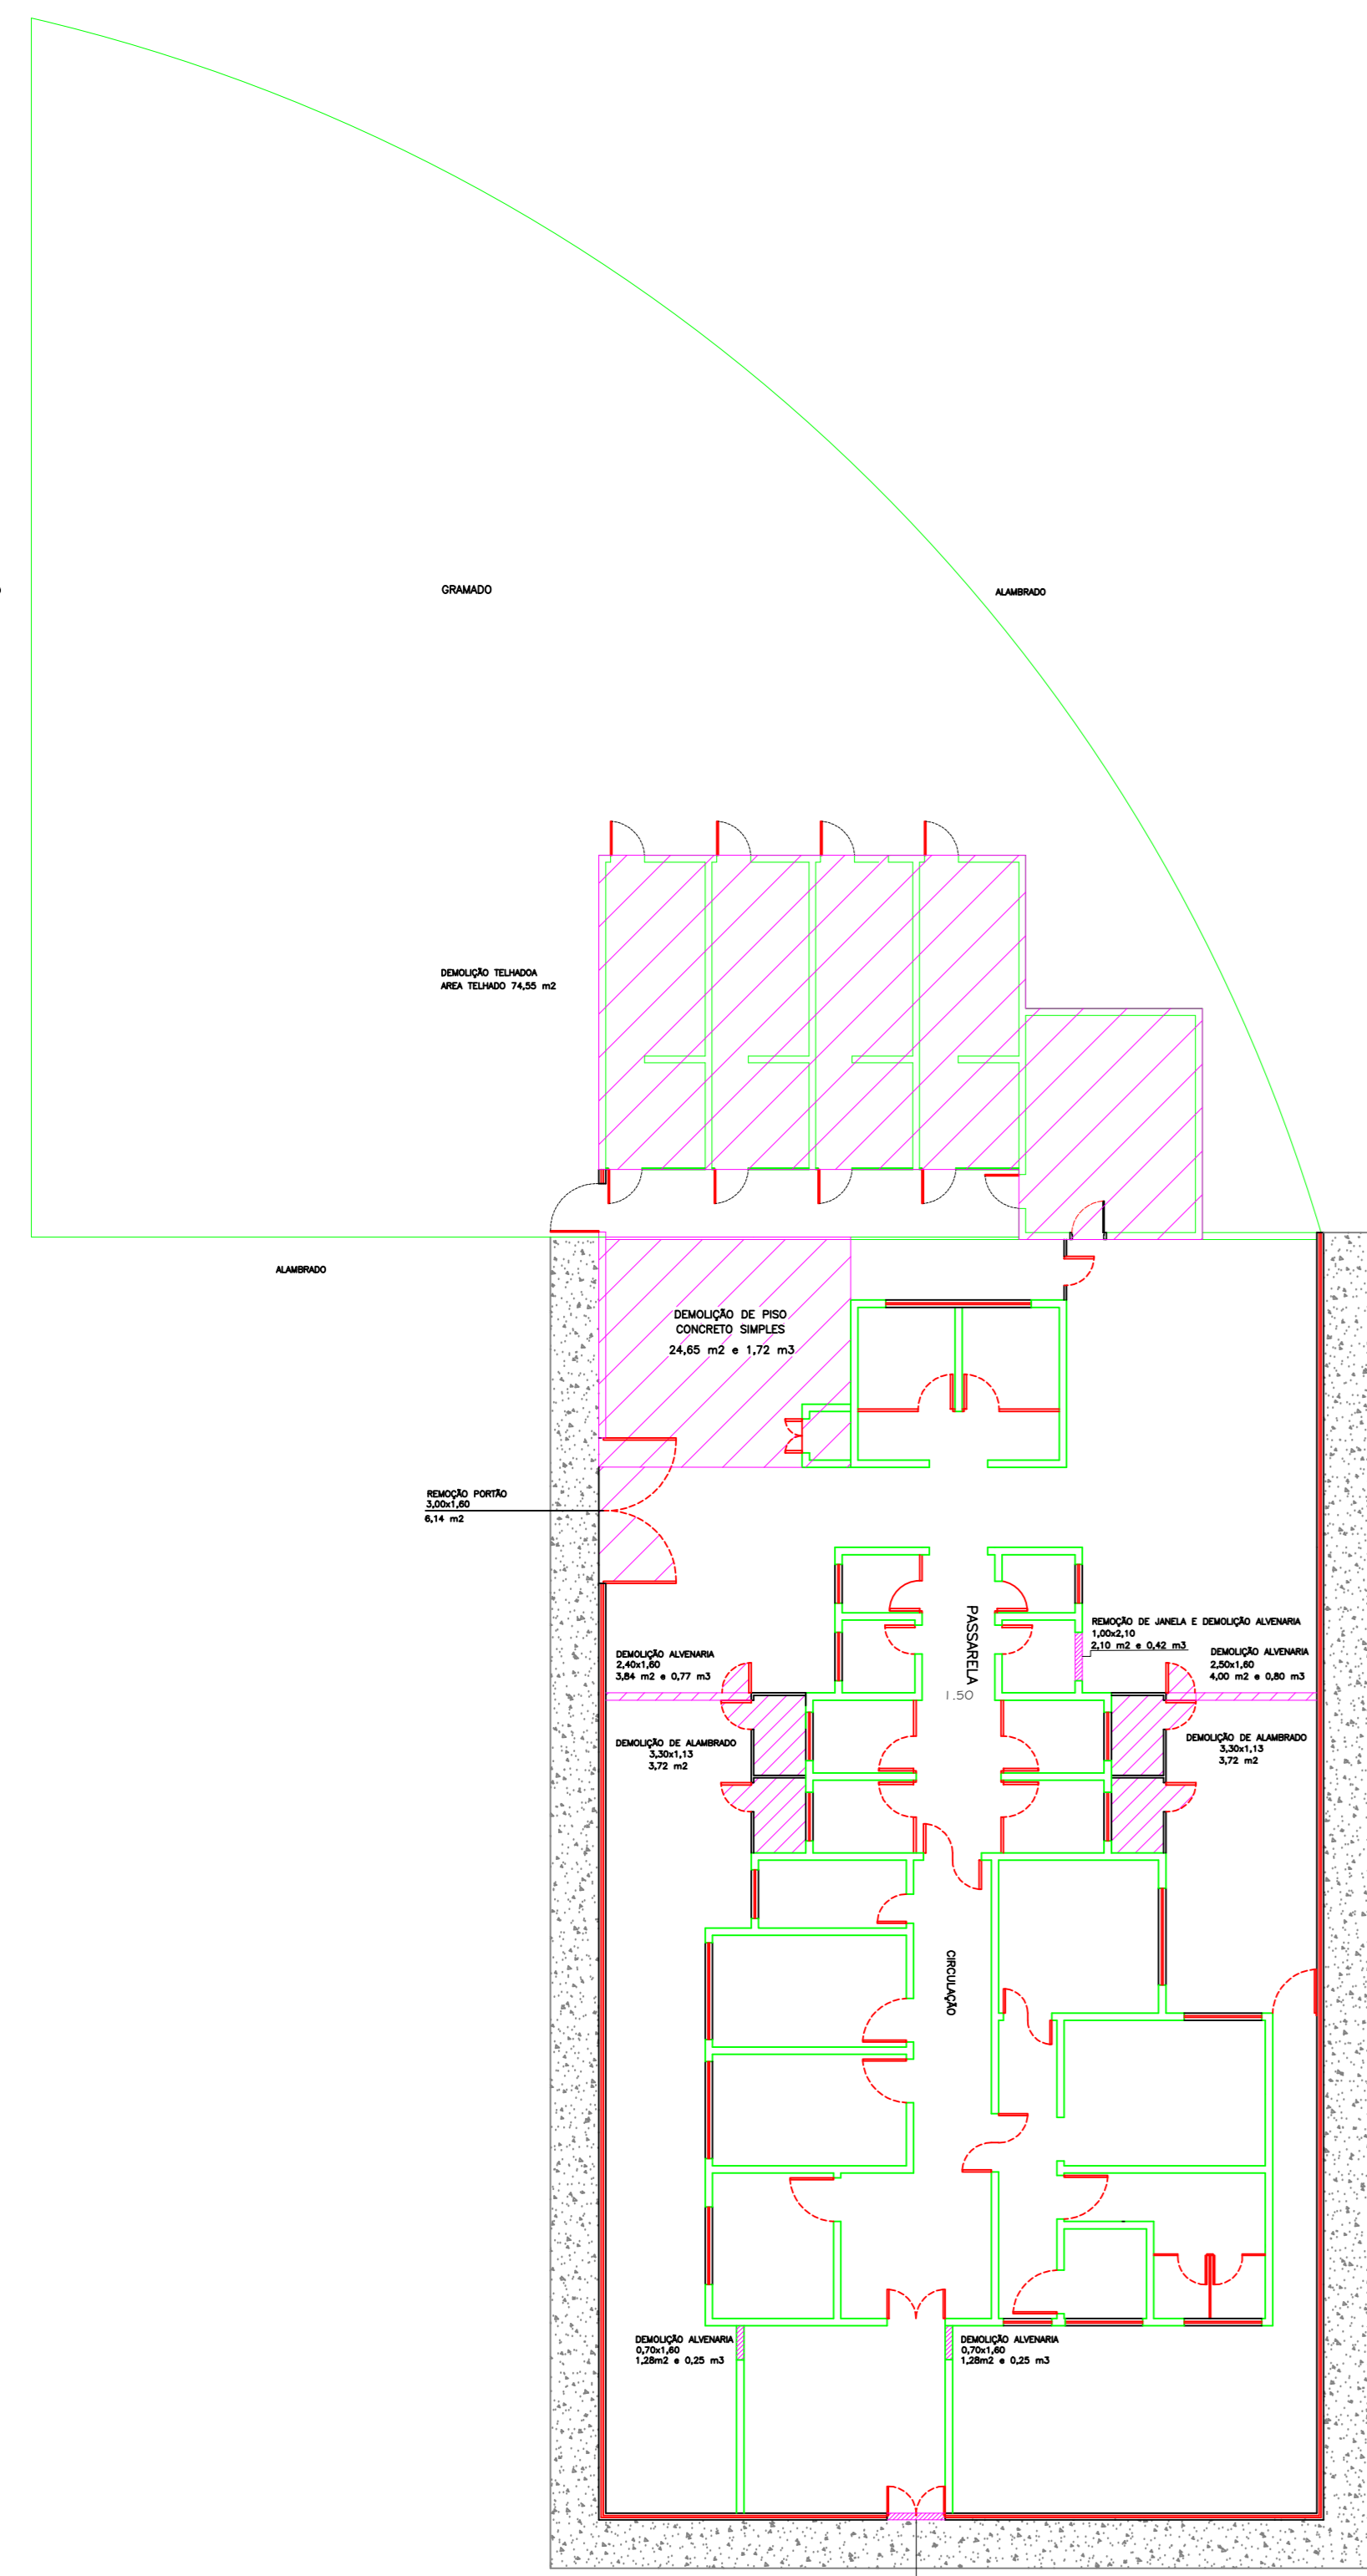 GRAMADO
ALAMBRADO
DEMOLIÇÃO TELHADOA
AREA TELHADO 74,55 m2
ALAMBRADO
DEMOLIÇÃO DE PISO
CONCRETO SIMPLES
24,65 m2 e 1,72 m3
REMOÇÃO PORTÃO
3,00x1,60
6,14 m2
PASSARELA
1.50
REMOÇÃO DE JANELA E DEMOLIÇÃO ALVENARIA
1,00x2,10
2,10 m2 e 0,42 m3
DEMOLIÇÃO ALVENARIA
2,40x1,60
3,84 m2 e 0,77 m3
DEMOLIÇÃO ALVENARIA
2,50x1,60
4,00 m2 e 0,80 m3
DEMOLIÇÃO DE ALAMBRADO
3,30x1,13
3,72 m2
DEMOLIÇÃO DE ALAMBRADO
3,30x1,13
3,72 m2
CIRCULAÇÃO
DEMOLIÇÃO ALVENARIA
0,70x1,60
1,28m2 e 0,25 m3
DEMOLIÇÃO ALVENARIA
0,70x1,60
1,28m2 e 0,25 m3